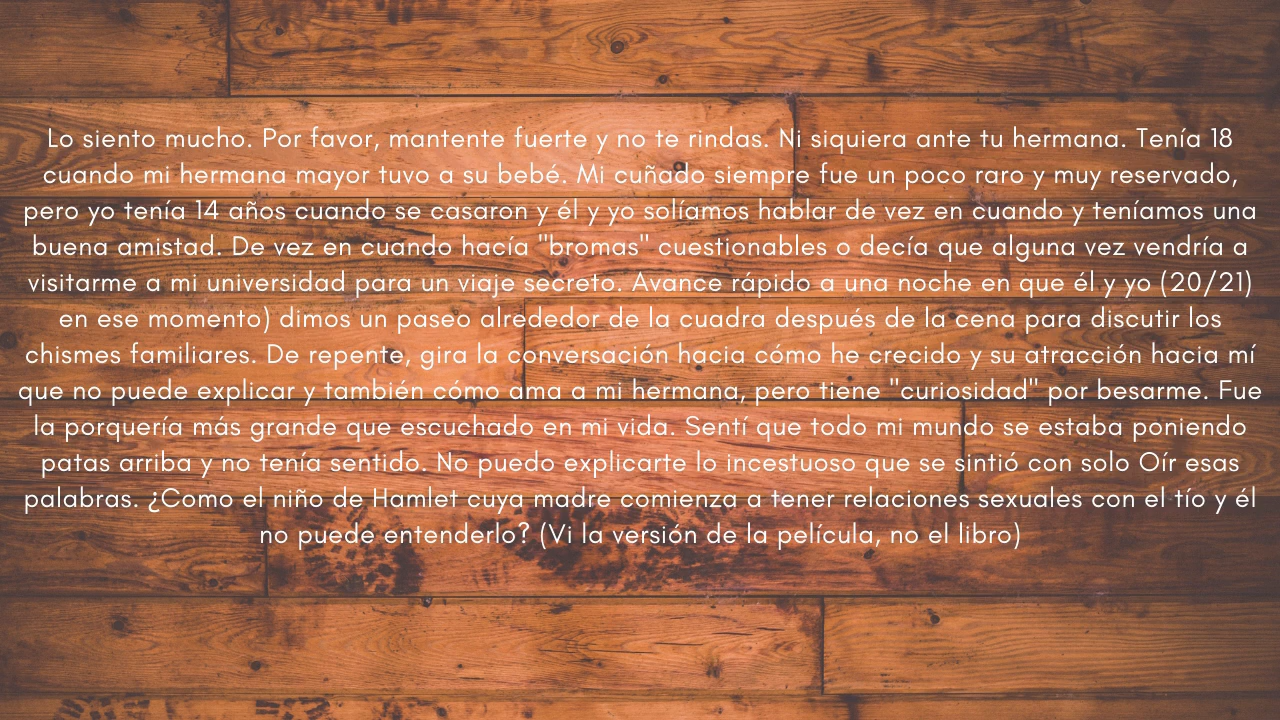 Lo siento mucho. Por favor, mantente fuerte y no te rindas. Ni siquiera ante tu hermana. Tenía 18
cuando mi hermana mayor tuvo a su bebé. Mi cuñado siempre fue un poco raro y muy reservado,
pero yo tenía 14 años cuando se casaron y él y yo solíamos hablar de vez en cuando y teníamos una
buena amistad. De vez en cuando hacía "bromas" cuestionables o decía que alguna vez vendría a
visitarme a mi universidad para un viaje secreto. Avance rápido a una noche en que él y yo (20/21)
en ese momento) dimos un paseo alrededor de la cuadra después de la cena para discutir los
chismes familiares. De repente, gira la conversación hacia cómo he crecido y su atracción hacia mí
que no puede explicar y también cómo ama a mi hermana, pero tiene "curiosidad" por besarme. Fue
la porquería más grande que escuchado en mi vida. Sentí que todo mi mundo se estaba poniendo
patas arriba y no tenía sentido. No puedo explicarte lo incestuoso que se sintió con solo Oír esas
palabras. ¿Como el niño de Hamlet cuya madre comienza a tener relaciones sexuales con el tío y él
no puede entenderlo? (Vi la versión de la película, no el libro)